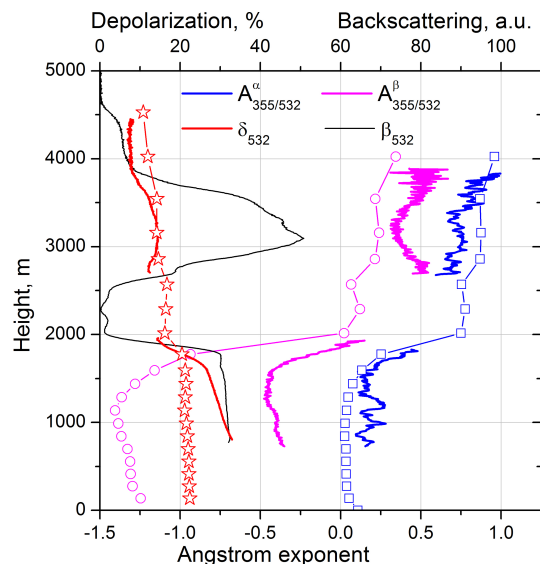 Depolarization, % Backscattering, a.u.
0 20 40 60 80 100
A^α_355/532 A^β_355/532
δ_532 β_532
5000
4000
3000
2000
1000
0
Height, m
-1.5 -1.0 -0.5 0.0 0.5 1.0
Angstrom exponent